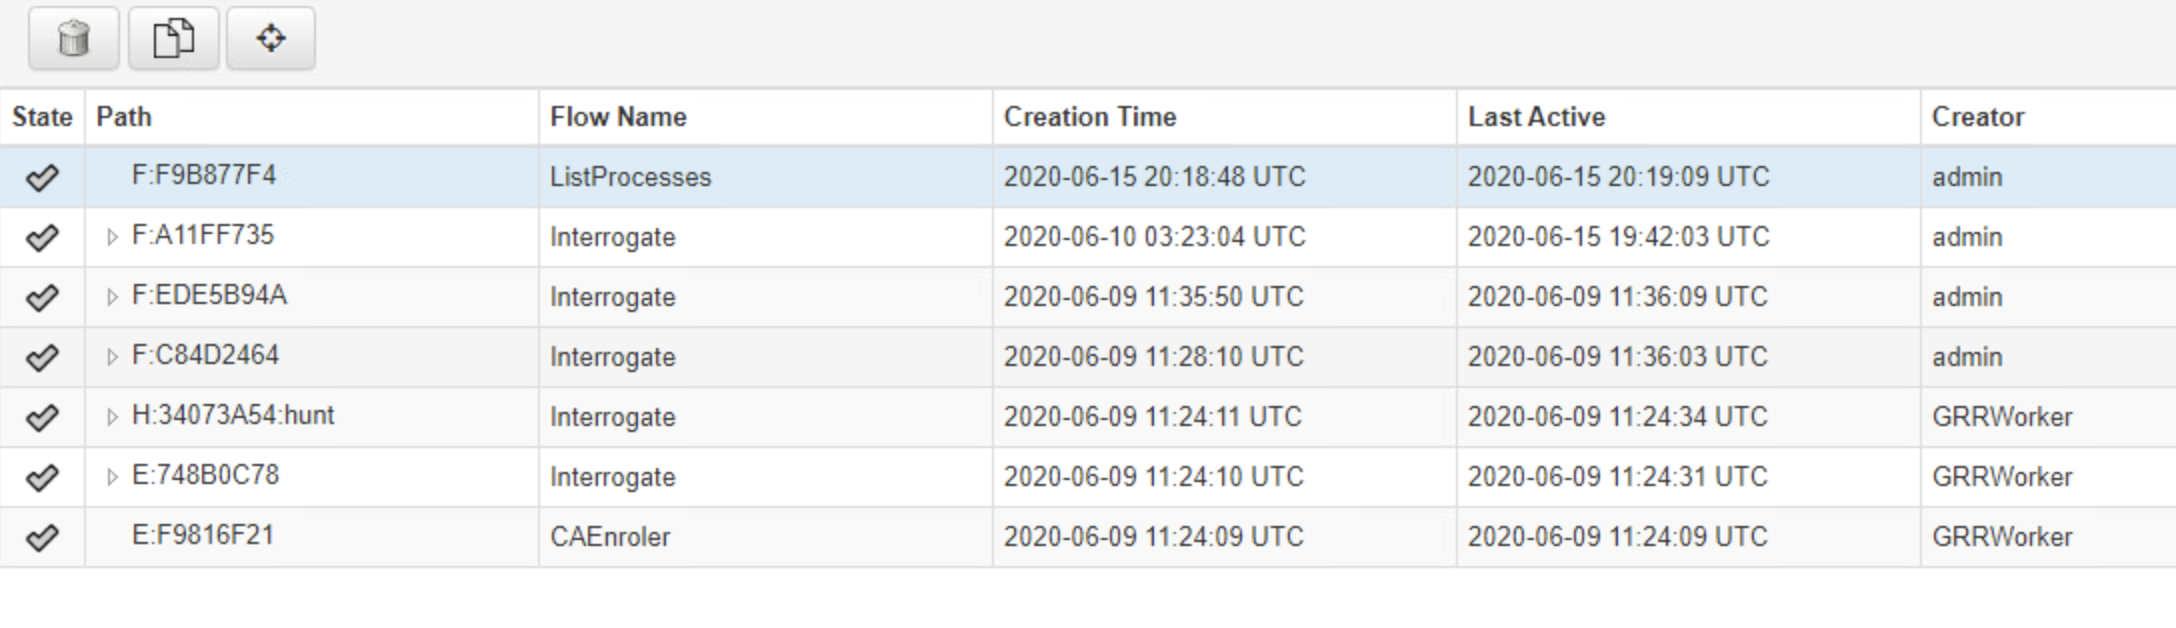 State Path Flow Name Creation Time Last Active Creator
F:F9B877F4 ListProcesses 2020-06-15 20:18:48 UTC 2020-06-15 20:19:09 UTC admin
F:A11FF735 Interrogate 2020-06-10 03:23:04 UTC 2020-06-15 19:42:03 UTC admin
F:EDE5B94A Interrogate 2020-06-09 11:35:50 UTC 2020-06-09 11:36:09 UTC admin
F:C84D2464 Interrogate 2020-06-09 11:28:10 UTC 2020-06-09 11:36:03 UTC admin
H:34073A54:hunt Interrogate 2020-06-09 11:24:11 UTC 2020-06-09 11:24:34 UTC GRRWorker
E:748B0C78 Interrogate 2020-06-09 11:24:10 UTC 2020-06-09 11:24:31 UTC GRRWorker
E:F9816F21 CAEnroler 2020-06-09 11:24:09 UTC 2020-06-09 11:24:09 UTC GRRWorker